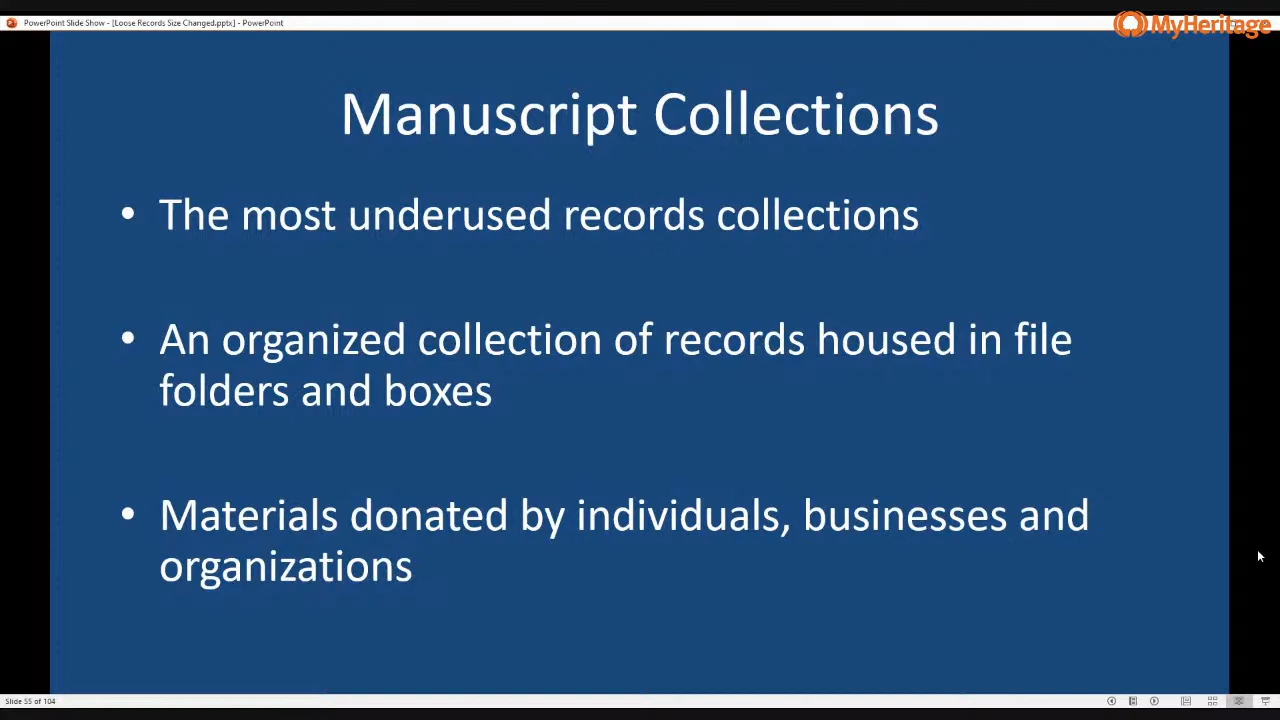 PowerPoint Slide Show - [Loose Records Size Changed.pptx] - PowerPoint
MyHeritage
Manuscript Collections
• The most underused records collections
• An organized collection of records housed in file
folders and boxes
• Materials donated by individuals, businesses and
organizations
Slide 55 of 104